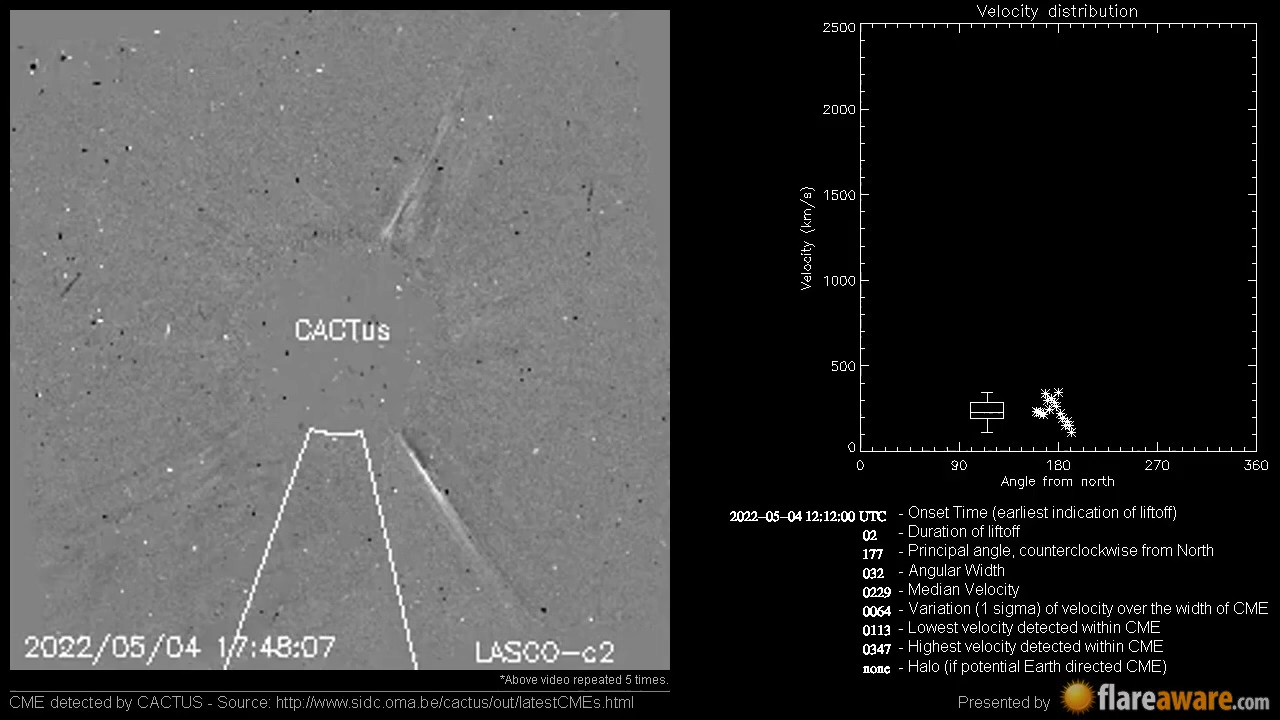 Velocity distribution
2500
2000
1500
1000
500
0
Velocity (km/s)
0 90 180 270 360
Angle from north
CACTus
2022/05/04 17:48:07 LASCO-c2
*Above video repeated 5 times.
CME detected by CACTUS - Source: http://www.sidc.oma.be/cactus/out/latestCMEs.html
2022-05-04 12:12:00 UTC - Onset Time (earliest indication of liftoff)
02 - Duration of liftoff
177 - Principal angle, counterclockwise from North
032 - Angular Width
0229 - Median Velocity
0064 - Variation (1 sigma) of velocity over the width of CME
0113 - Lowest velocity detected within CME
0347 - Highest velocity detected within CME
none - Halo (if potential Earth directed CME)
Presented by flareaware.com